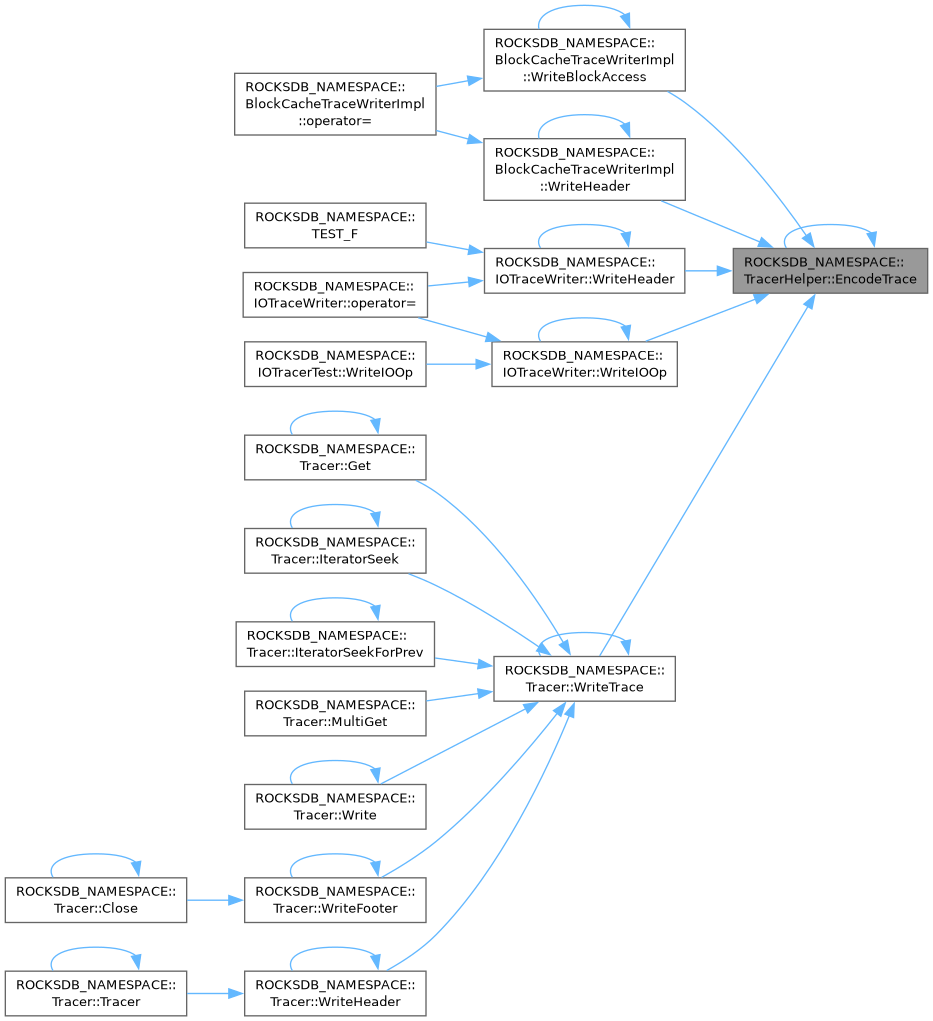 ROCKSDB_NAMESPACE::
BlockCacheTraceWriterImpl
::WriteBlockAccess
ROCKSDB_NAMESPACE::
BlockCacheTraceWriterImpl
::operator=
ROCKSDB_NAMESPACE::
BlockCacheTraceWriterImpl
::WriteHeader
ROCKSDB_NAMESPACE::
TEST_F
ROCKSDB_NAMESPACE::
IOTraceWriter::WriteHeader
ROCKSDB_NAMESPACE::
TracerHelper::EncodeTrace
ROCKSDB_NAMESPACE::
IOTraceWriter::operator=
ROCKSDB_NAMESPACE::
IOTracerTest::WriteIOOp
ROCKSDB_NAMESPACE::
IOTraceWriter::WriteIOOp
ROCKSDB_NAMESPACE::
Tracer::Get
ROCKSDB_NAMESPACE::
Tracer::IteratorSeek
ROCKSDB_NAMESPACE::
Tracer::IteratorSeekForPrev
ROCKSDB_NAMESPACE::
Tracer::WriteTrace
ROCKSDB_NAMESPACE::
Tracer::MultiGet
ROCKSDB_NAMESPACE::
Tracer::Write
ROCKSDB_NAMESPACE::
Tracer::Close
ROCKSDB_NAMESPACE::
Tracer::WriteFooter
ROCKSDB_NAMESPACE::
Tracer::Tracer
ROCKSDB_NAMESPACE::
Tracer::WriteHeader